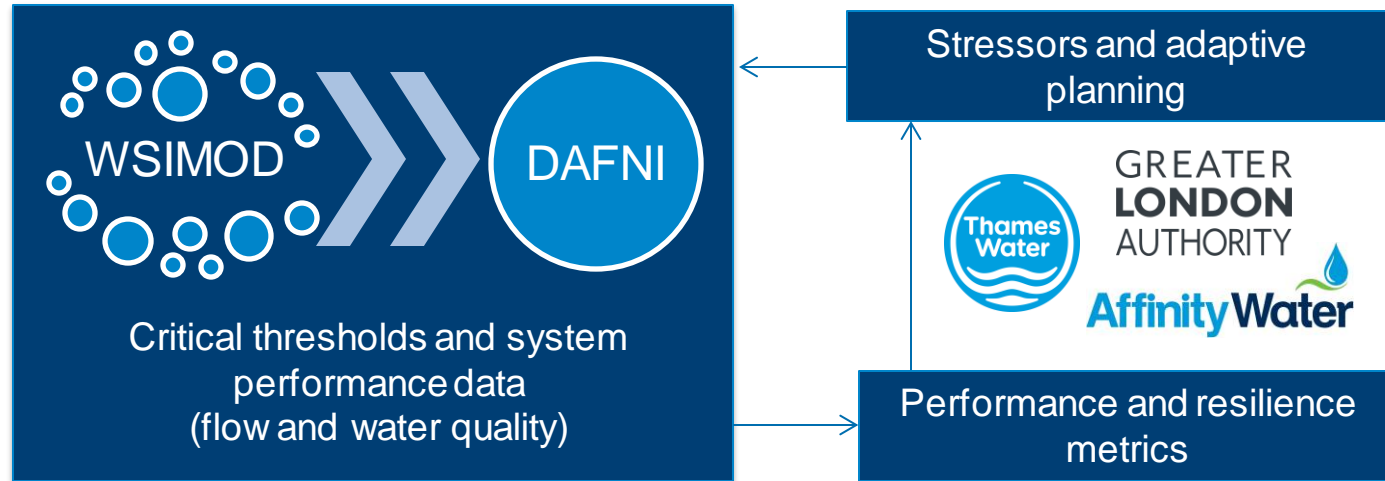 WSIMOD
DAFNI
Critical thresholds and system
performance data
(flow and water quality)
Stressors and adaptive
planning
Thames
Water
GREATER
LONDON
AUTHORITY
Affinity Water
Performance and resilience
metrics